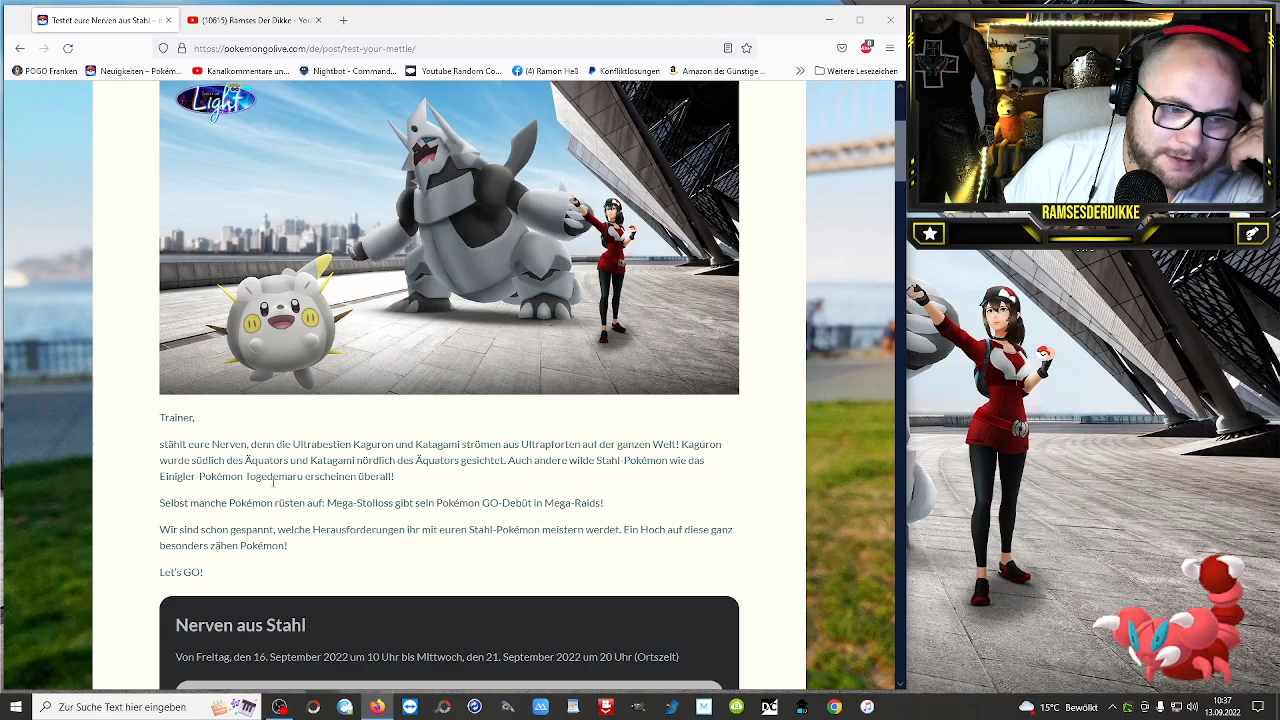 Testet eure Nerven aus Stahl – b
Ramses Der Dikke - You
test-your-mettle/
POGO Franken
Neuigkeiten – Pokém...
Kanalkommentare un...
Nightbot - Command...
Youtube Random Co...
(4) Ramon Heß
Konfliktlösungen
Amazon.de: Günstige ...
Weitere Lesezeichen
Light
RAMSESDERDIKKE
Trainer,
stählt eure Nerven, denn die Ultrabestien Kaguron und Katagami strömen aus Ultrapforten auf der ganzen Welt! Kaguron
wurde südlich des Äquators und Katagami nördlich des Äquators gesichtet. Auch andere wilde Stahl-Pokémon wie das
Einigler-Pokémon Togedemaru erscheinen überall!
Selbst manche Pokémon rüsten auf: Mega-Stolloss gibt sein Pokémon GO-Debüt in Mega-Raids!
Wir sind schon gespannt, welche Herausforderungen ihr mit euren Stahl-Pokémon meistern werdet. Ein Hoch auf diese ganz
besonders zähen Pokémon!
Let's GO!
Nerven aus Stahl
Von Freitag, den 16. September 2022 um 10 Uhr bis Mittwoch, den 21. September 2022 um 20 Uhr (Ortszeit)
Zur Suche Text hier eingeben
15°C Bewölkt
10:37
13.09.2022